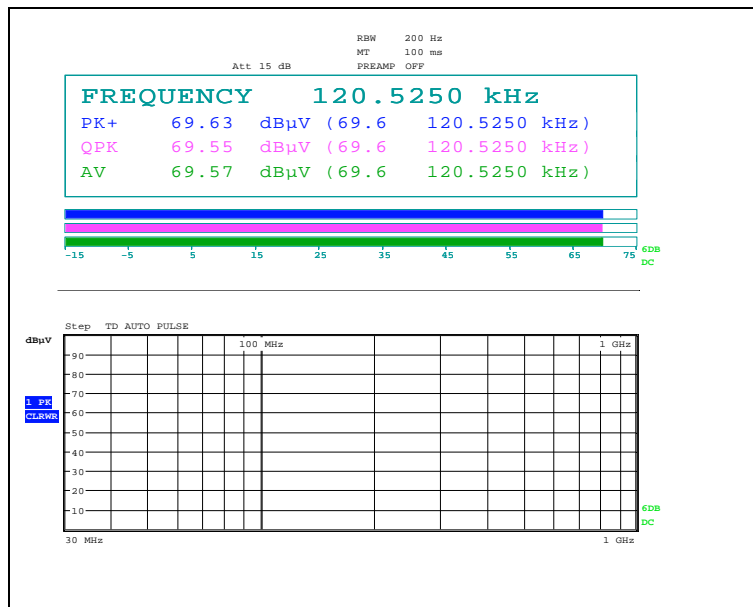 RBW 200 Hz
MT 100 ms
Att 15 dB PREAMP OFF
FREQUENCY 120.5250 kHz
PK+ 69.63 dBµV (69.6 120.5250 kHz)
QPK 69.55 dBµV (69.6 120.5250 kHz)
AV 69.57 dBµV (69.6 120.5250 kHz)
-15 -5 5 15 25 35 45 55 65 75
6DB
DC
Step TD AUTO PULSE
dBµV
100 MHz 1 GHz
90
80
70
1 PK
CLRWR
60
50
40
30
20
10
6DB
DC
30 MHz 1 GHz